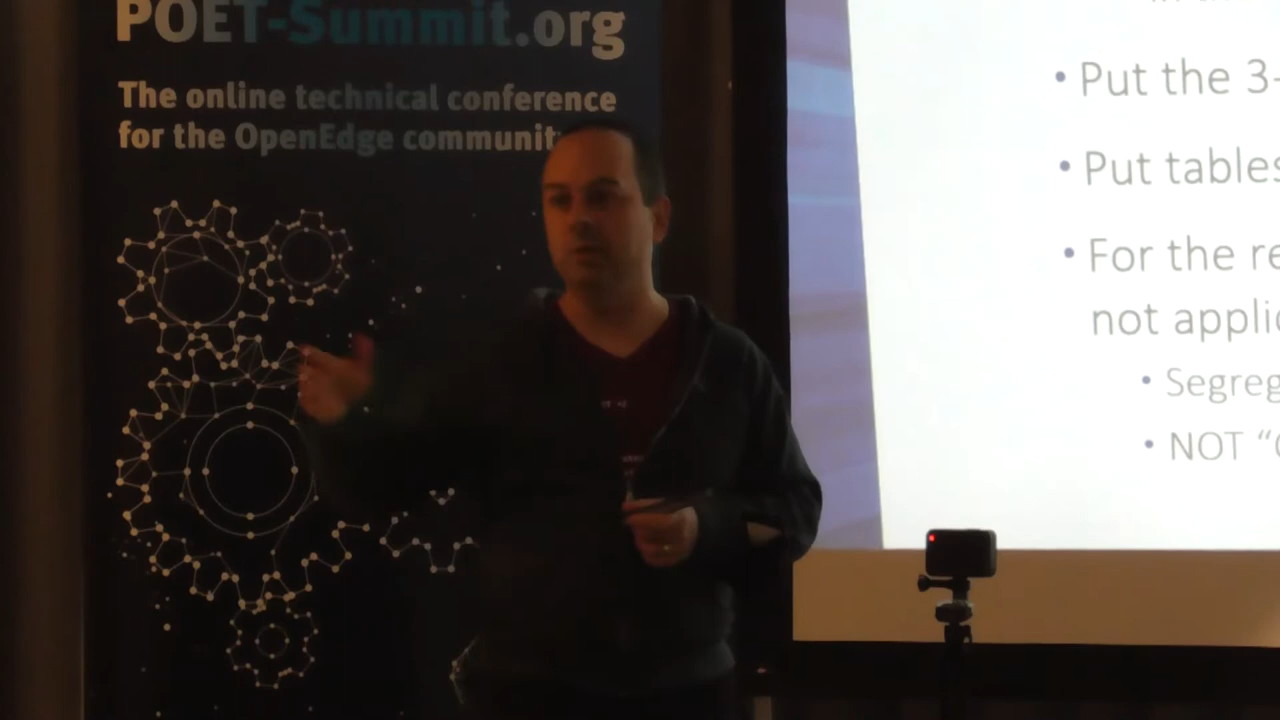 POET-Summit.org
The online technical conference
for the OpenEdge communit
• Put the 3-
• Put tables
• For the re
not applic
• Segreg
• NOT “